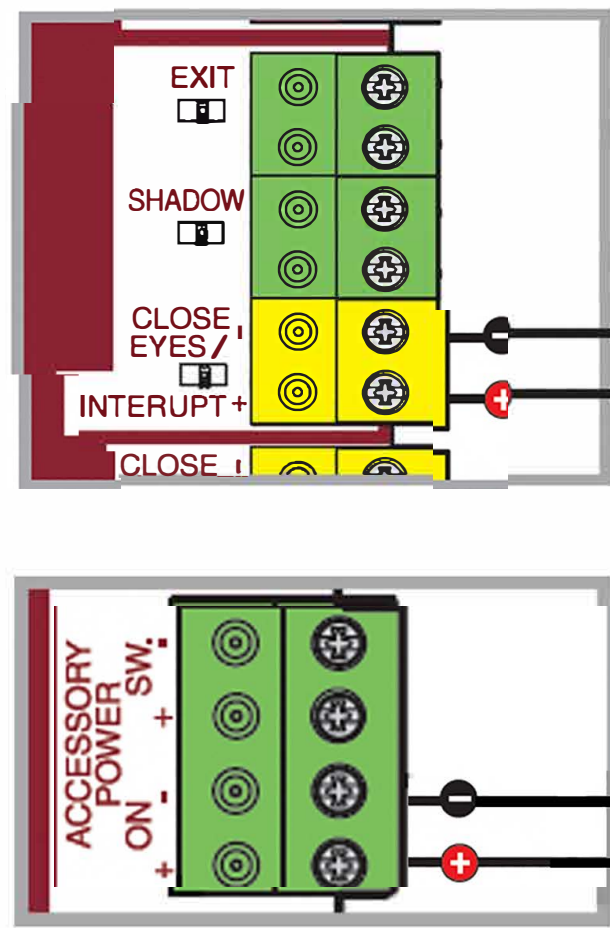 EXIT
SHADOW
CLOSE -
EYES /
INTERUPT +
CLOSE -
ACCESSORY
POWER
ON SW.
-
+
-
+
-
+
-
+